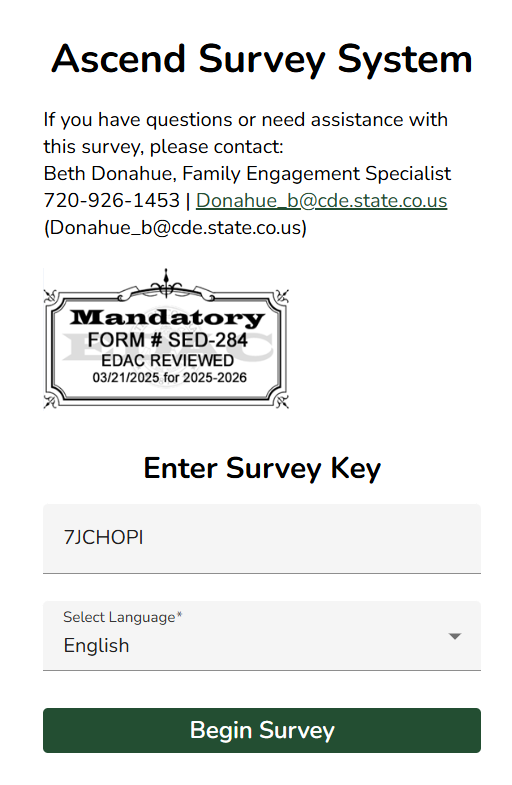 Ascend Survey System
If you have questions or need assistance with
this survey, please contact:
Beth Donahue, Family Engagement Specialist
720-926-1453 | Donahue_b@cde.state.co.us
(Donahue_b@cde.state.co.us)
EDAC
Mandatory
FORM # SED-284
EDAC REVIEWED
03/21/2025 for 2025-2026
Enter Survey Key
7JCHOPI
Select Language*
English
Begin Survey